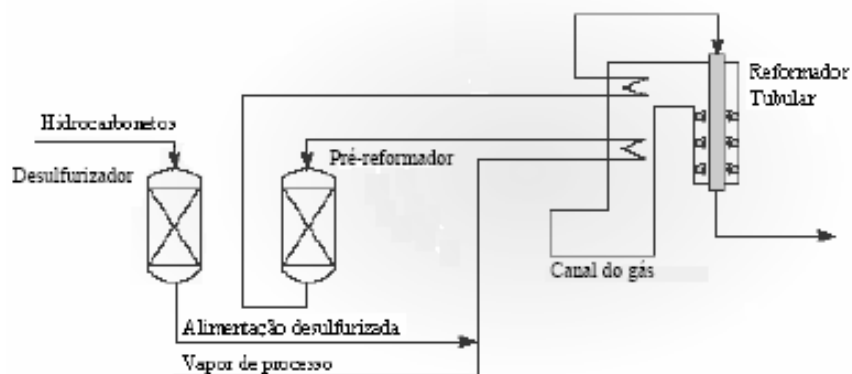 Reformador
Tubular
Hidrocarbonetos
Pré-reformador
Desulfurizador
Canal do gás
Alimentação desulfurizada
Vapor de processo